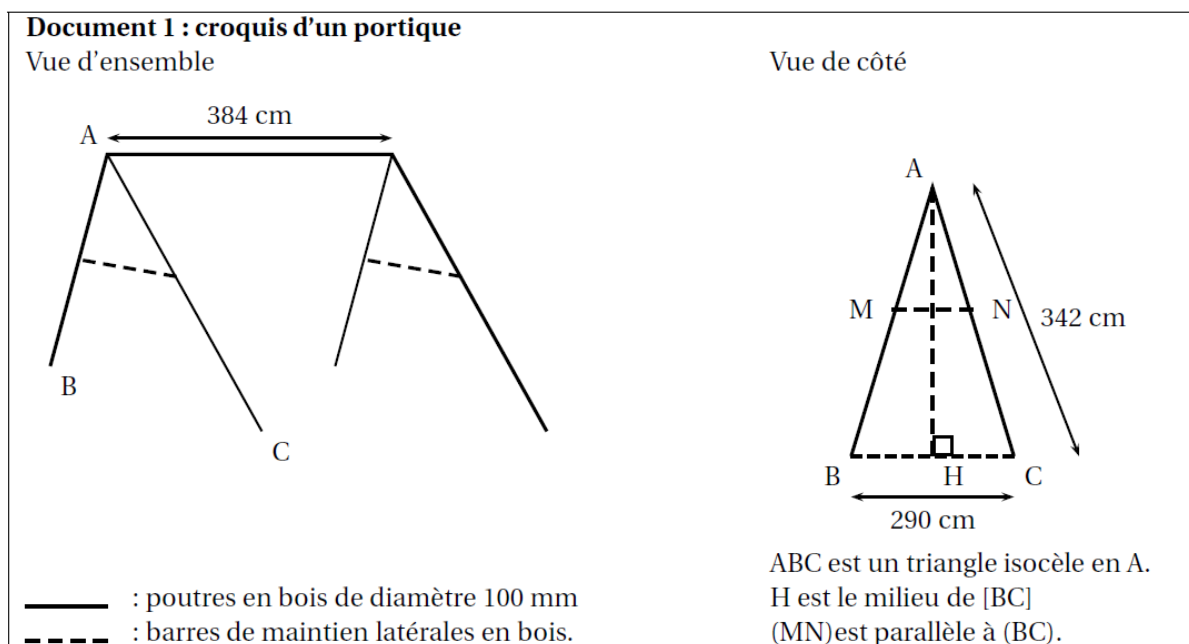 Document 1 : croquis d'un portique
Vue d'ensemble
Vue de côté
384 cm
A
B
C
A
M
N
342 cm
B
H
C
290 cm
ABC est un triangle isocèle en A.
H est le milieu de [BC]
(MN)est parallèle à (BC).
: poutres en bois de diamètre 100 mm
: barres de maintien latérales en bois.